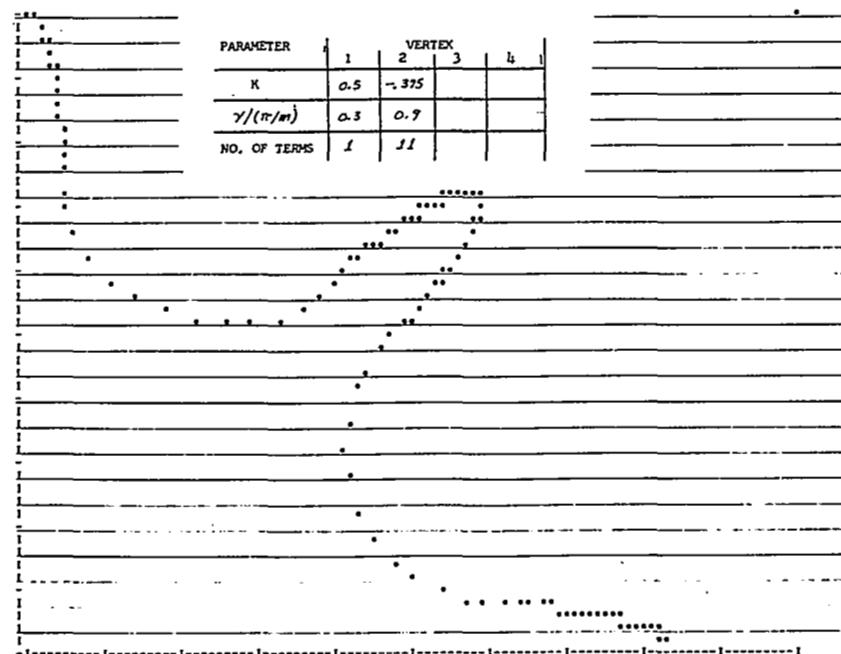 PARAMETER VERTEX
1 2 3 4
K 0.5 -.375
γ/(π/m) 0.3 0.9
NO. OF TERMS 1 11